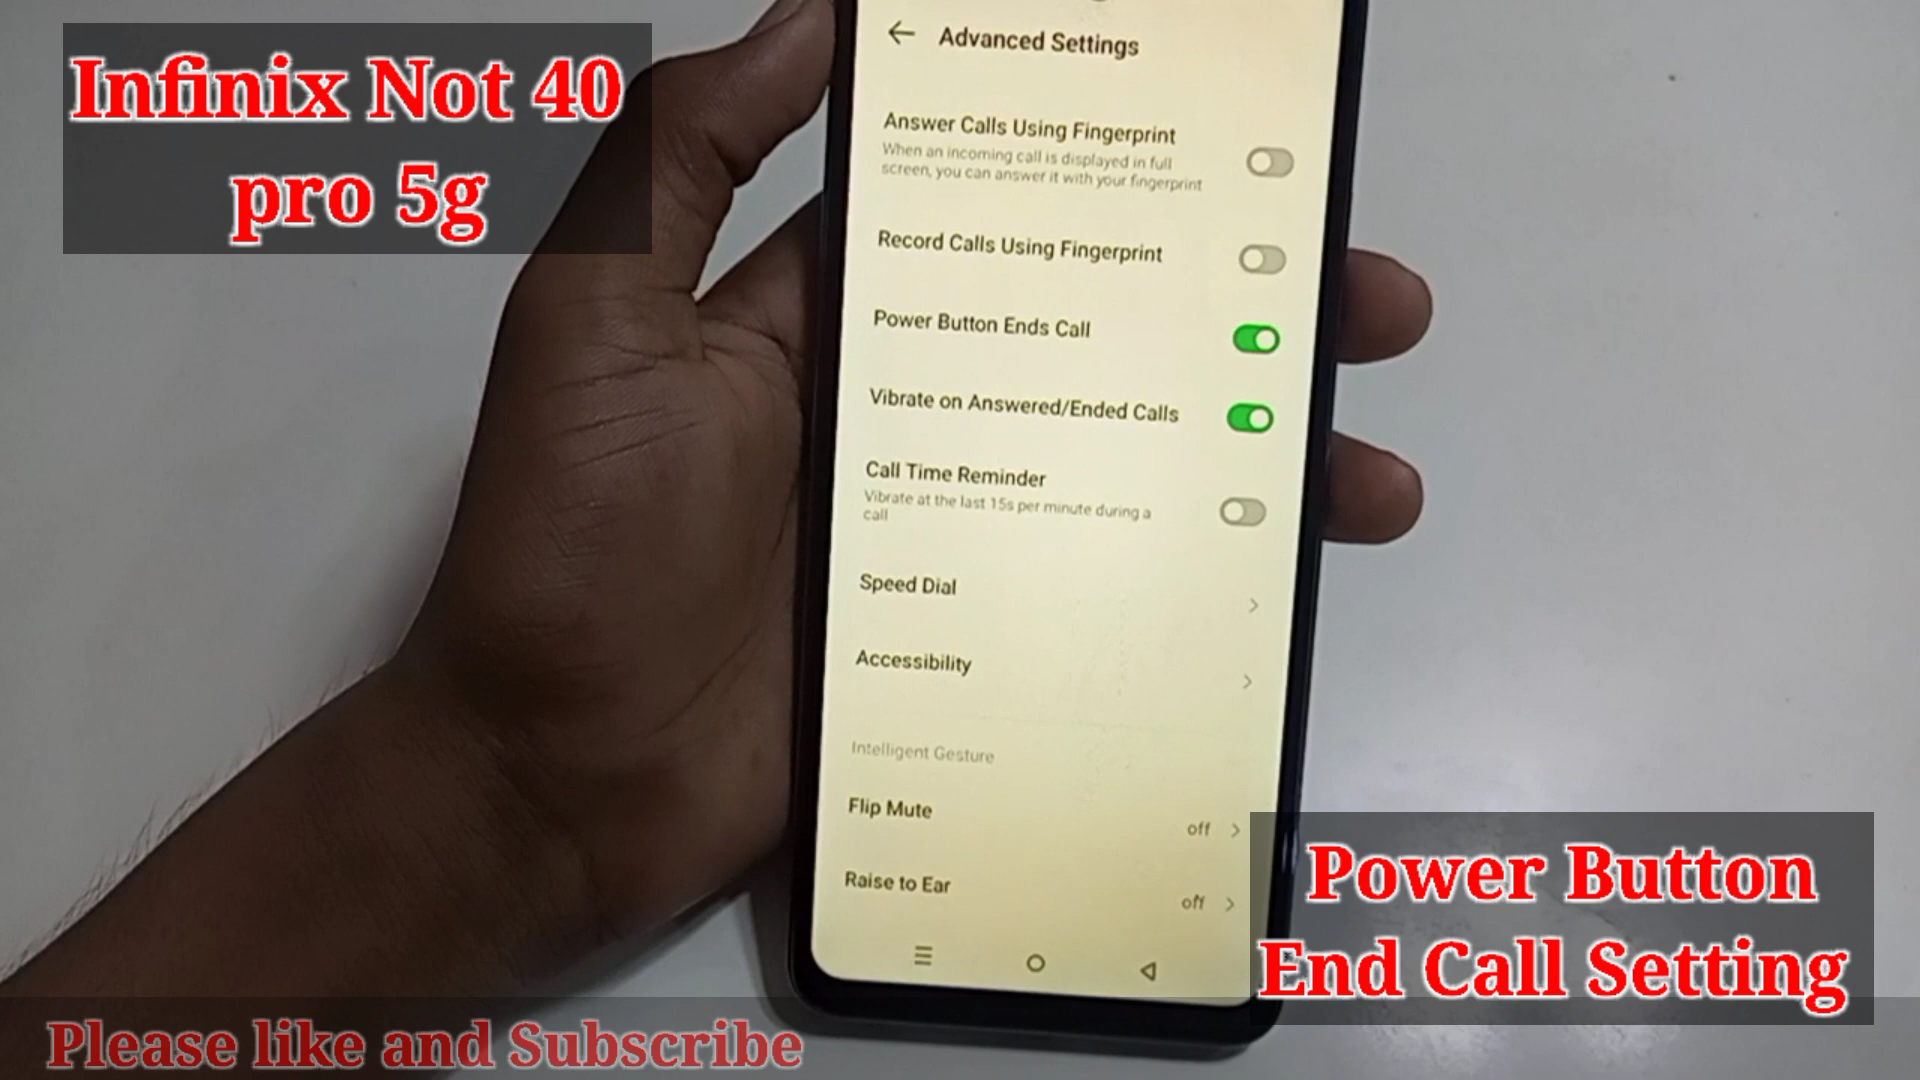 Infinix Not 40
pro 5g
Advanced Settings
Answer Calls Using Fingerprint
When an incoming call is displayed in full
screen, you can answer it with your fingerprint
Record Calls Using Fingerprint
Power Button Ends Call
Vibrate on Answered/Ended Calls
Call Time Reminder
Vibrate at the last 15s per minute during a
call
Speed Dial
Accessibility
Intelligent Gesture
Flip Mute
off
Raise to Ear
off
Power Button
End Call Setting
Please like and Subscribe